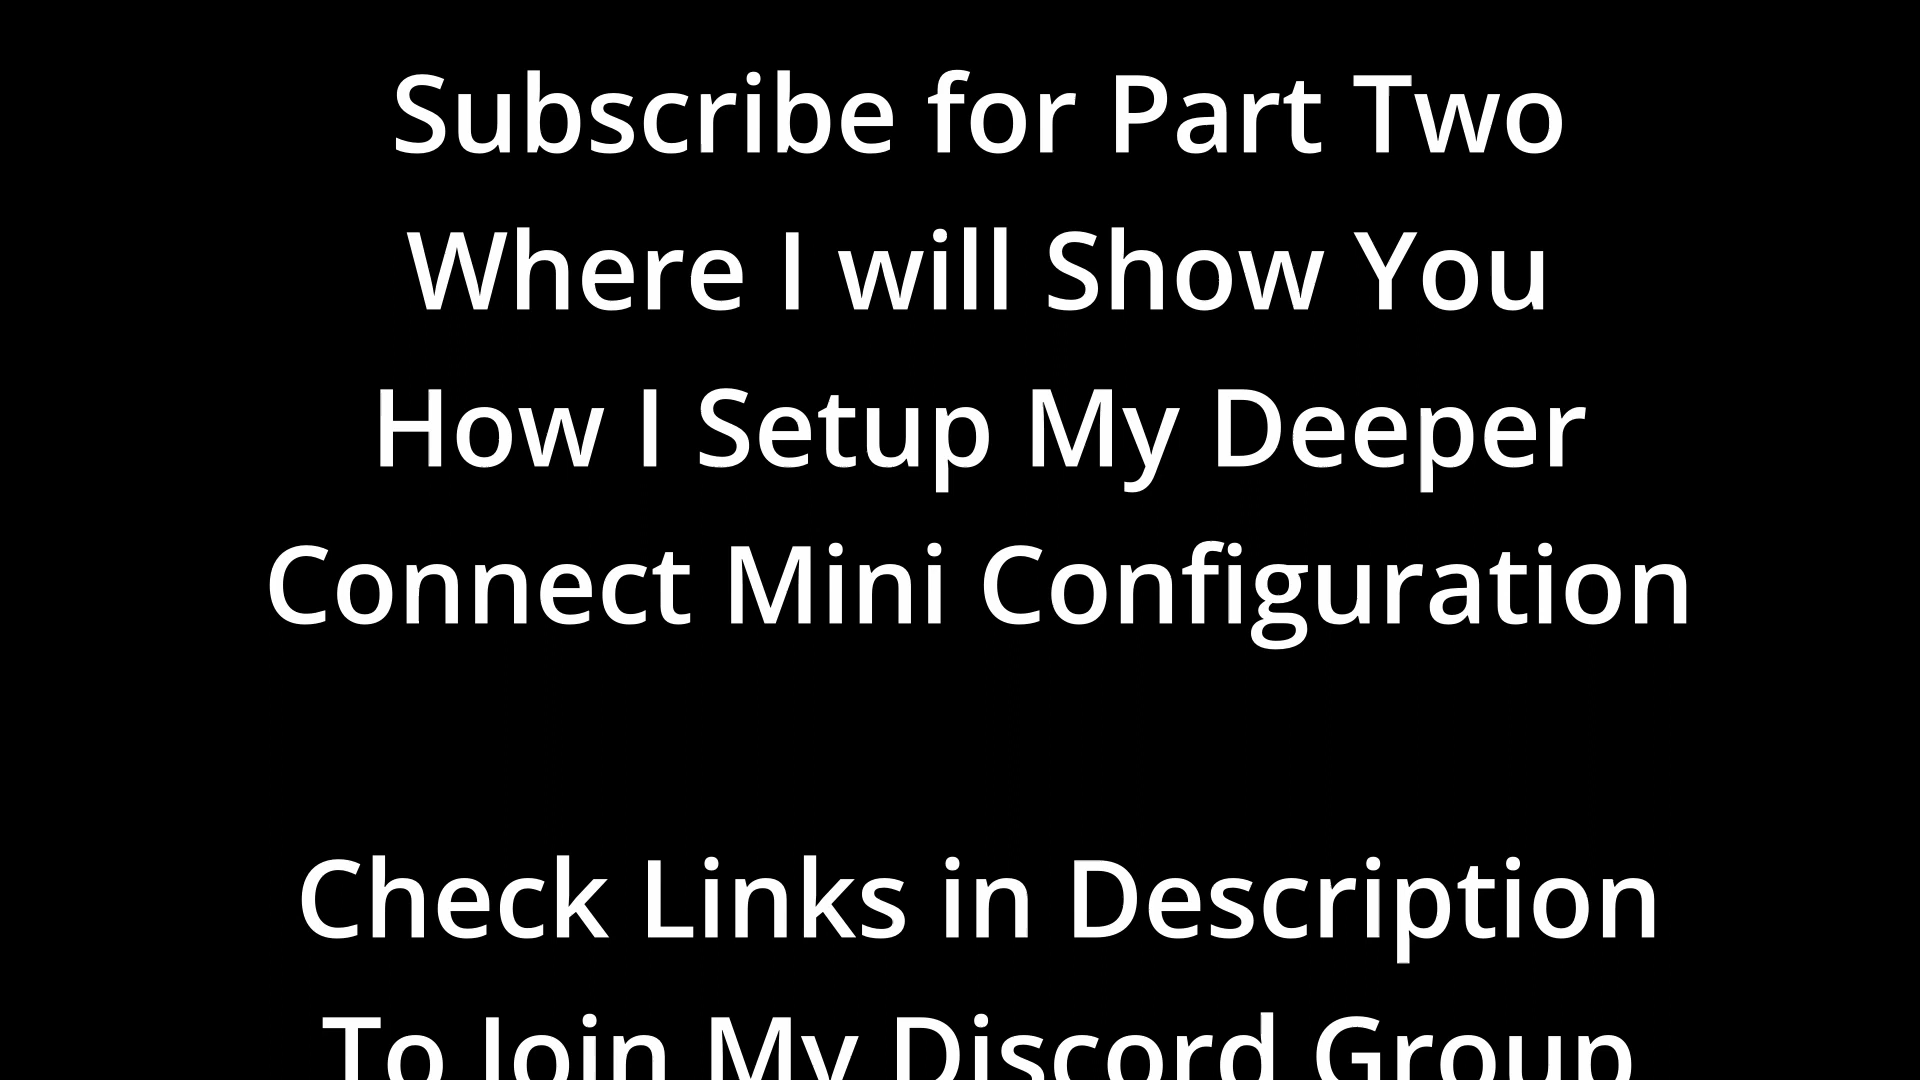 Subscribe for Part Two
Where I will Show You
How I Setup My Deeper
Connect Mini Configuration
Check Links in Description
To Join My Discord Group